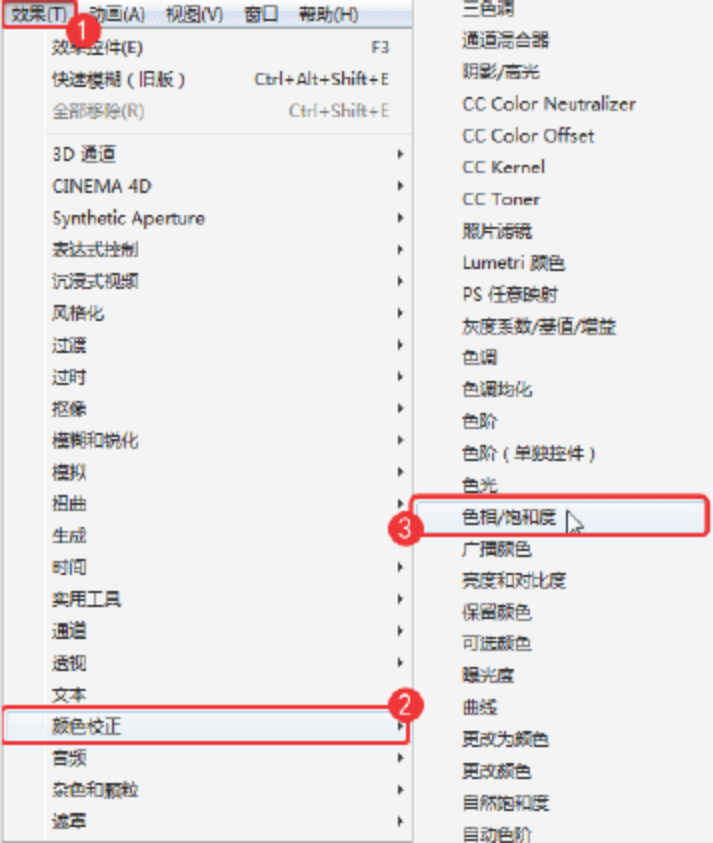 效果(T) 动画(A) 视图(V) 窗口 帮助(H)
1
效果控件(E) F3
快速模糊（旧版） Ctrl+Alt+Shift+E
全部移除(R) Ctrl+Shift+E
3D 通道
CINEMA 4D
Synthetic Aperture
表达式控制
沉浸式视频
风格化
过渡
过时
抠像
模糊和锐化
模拟
扭曲
生成
时间
实用工具
通道
透视
文本
颜色校正
2
音频
杂色和颗粒
遮罩
三色调
通道混合器
阴影/高光
CC Color Neutralizer
CC Color Offset
CC Kernel
CC Toner
照片滤镜
Lumetri 颜色
PS 任意映射
灰度系数/基值/增益
色调
色调均化
色阶
色阶（单独控件）
色光
3
色相/饱和度
广播颜色
亮度和对比度
保留颜色
可选颜色
曝光度
曲线
更改为颜色
更改颜色
自然饱和度
自动色阶